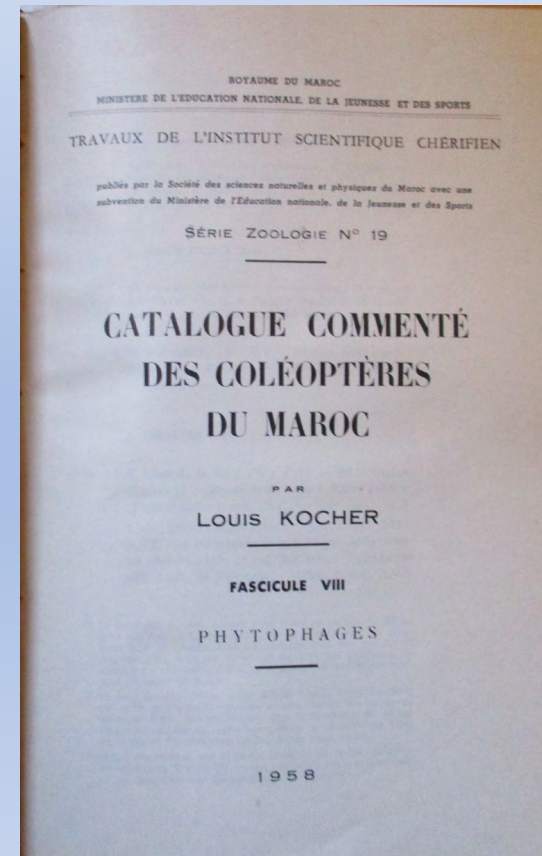 ROYAUME DU MAROC
MINISTERE DE L'EDUCATION NATIONALE, DE LA JEUNESSE ET DES SPORTS
TRAVAUX DE L'INSTITUT SCIENTIFIQUE CHÉRIFIEN
publiés par la Société des sciences naturelles et physiques du Maroc avec une
subvention du Ministère de l'Education nationale, de la Jeunesse et des Sports
SÉRIE ZOOLOGIE N° 19
CATALOGUE COMMENTÉ
DES COLÉOPTÈRES
DU MAROC
PAR
LOUIS KOCHER
FASCICULE VIII
PHYTOPHAGES
1958